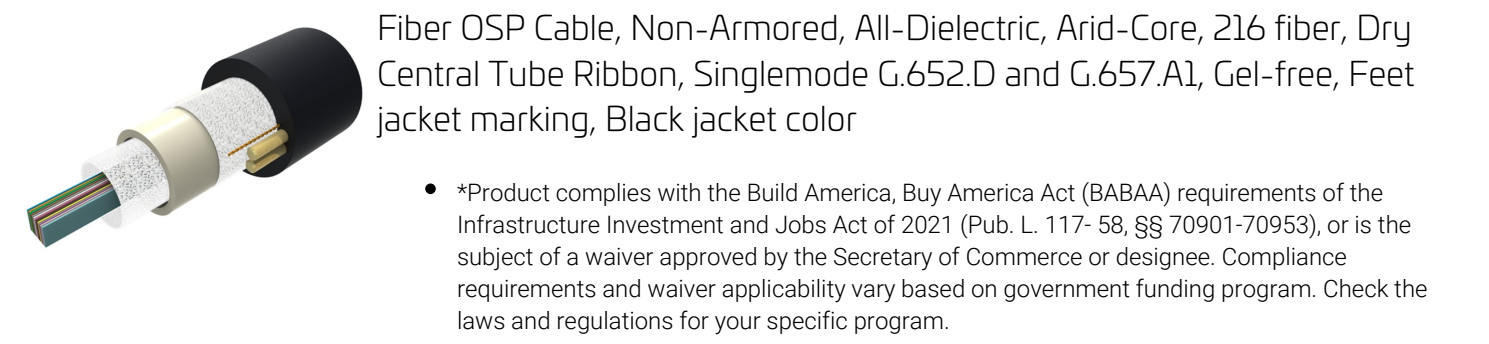 Fiber OSP Cable, Non-Armored, All-Dielectric, Arid-Core, 216 fiber, Dry
Central Tube Ribbon, Singlemode G.652.D and G.657.A1, Gel-free, Feet
jacket marking, Black jacket color
*Product complies with the Build America, Buy America Act (BABAA) requirements of the
Infrastructure Investment and Jobs Act of 2021 (Pub. L. 117- 58, §§ 70901-70953), or is the
subject of a waiver approved by the Secretary of Commerce or designee. Compliance
requirements and waiver applicability vary based on government funding program. Check the
laws and regulations for your specific program.